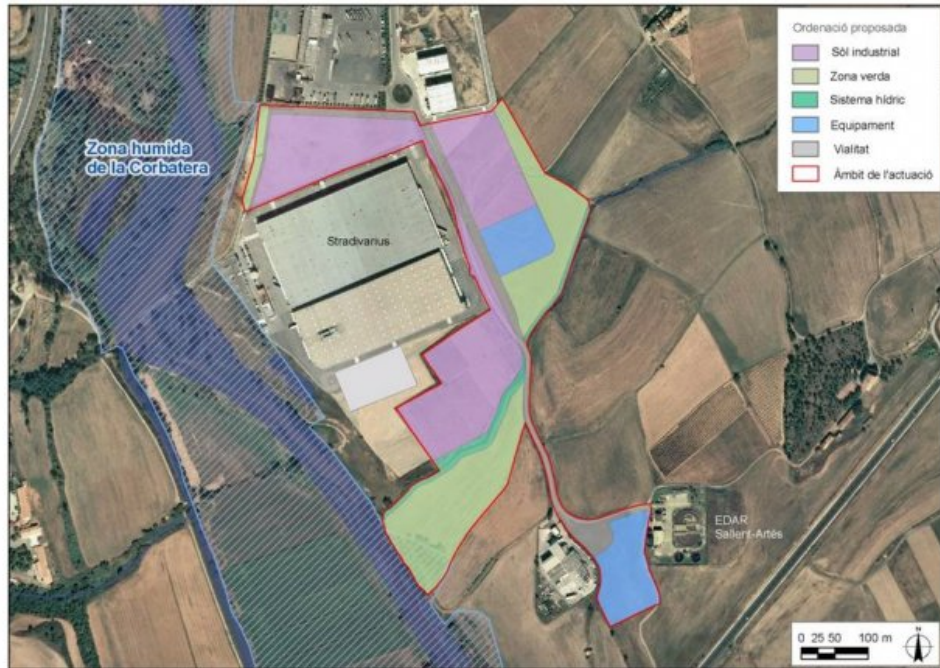 Ordenació proposada
Sòl industrial
Zona verda
Sistema hídric
Equipament
Vialitat
Àmbit de l'actuació
Zona humida
de la Corbatera
Stradivarius
EDAR
Sallent-Artés
0 25 50 100 m
N